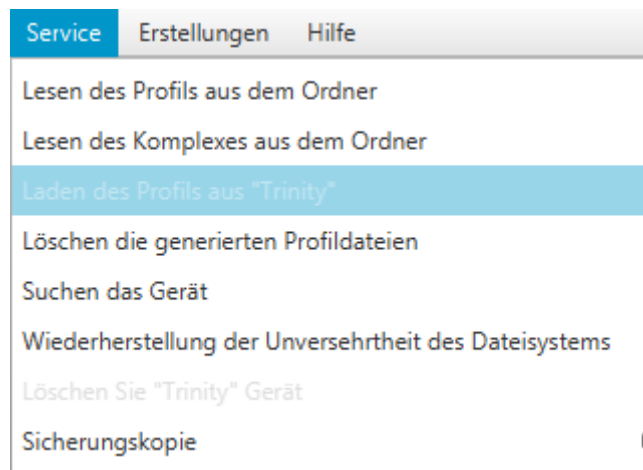 Service Erstellungen Hilfe
Lesen des Profils aus dem Ordner
Lesen des Komplexes aus dem Ordner
Laden des Profils aus "Trinity"
Löschen die generierten Profildateien
Suchen das Gerät
Wiederherstellung der Unversehrtheit des Dateisystems
Löschen Sie "Trinity" Gerät
Sicherungskopie